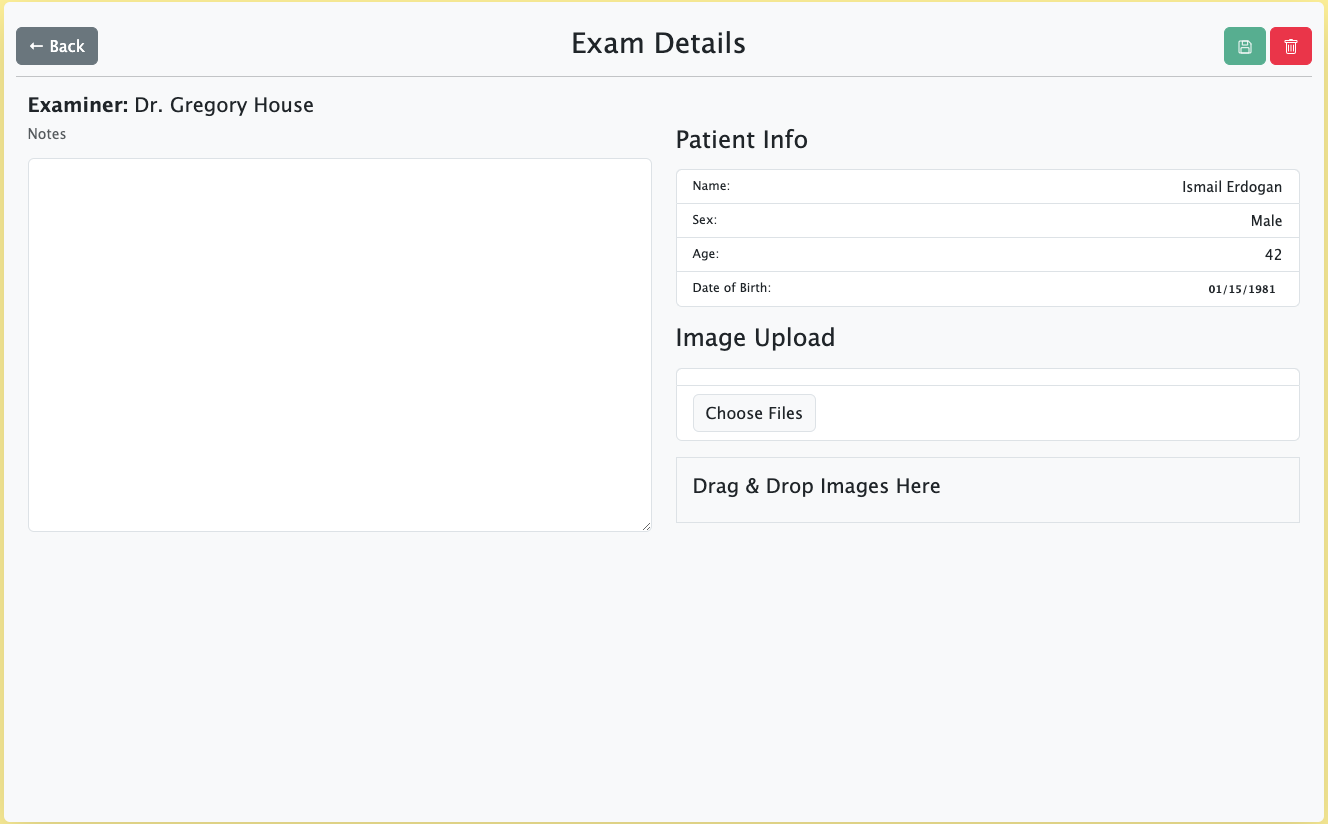 ← Back
Exam Details
Examiner: Dr. Gregory House
Notes
Patient Info
Name: Ismail Erdogan
Sex: Male
Age: 42
Date of Birth: 01/15/1981
Image Upload
Choose Files
Drag & Drop Images Here